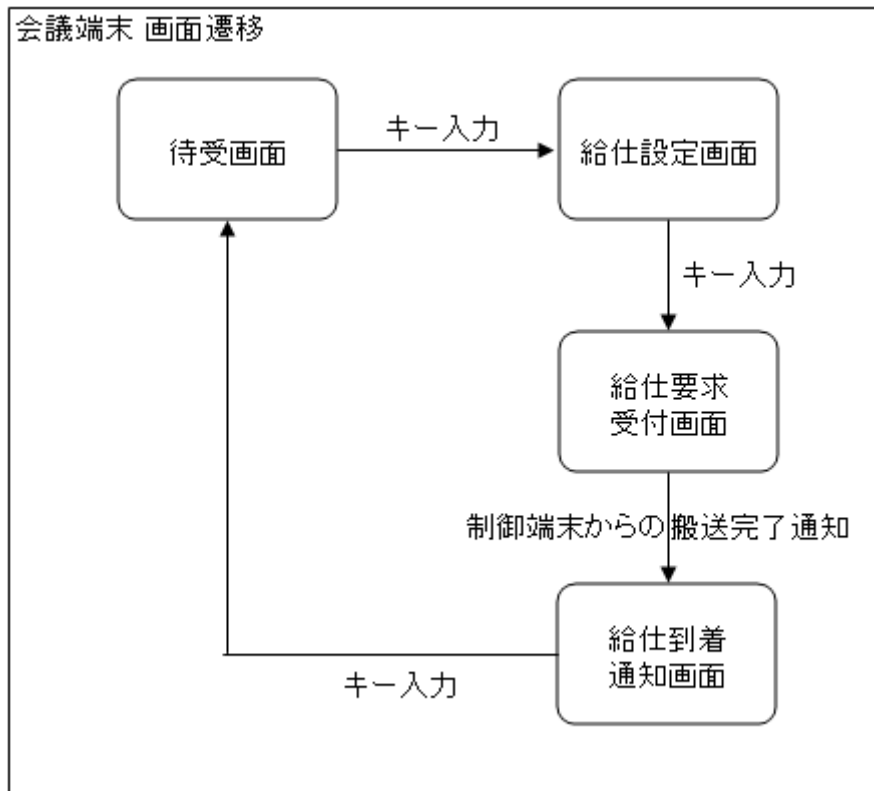 会議端末 画面遷移
待受画面
キー入力
給仕設定画面
キー入力
給仕要求
受付画面
制御端末からの搬送完了通知
給仕到着
通知画面
キー入力